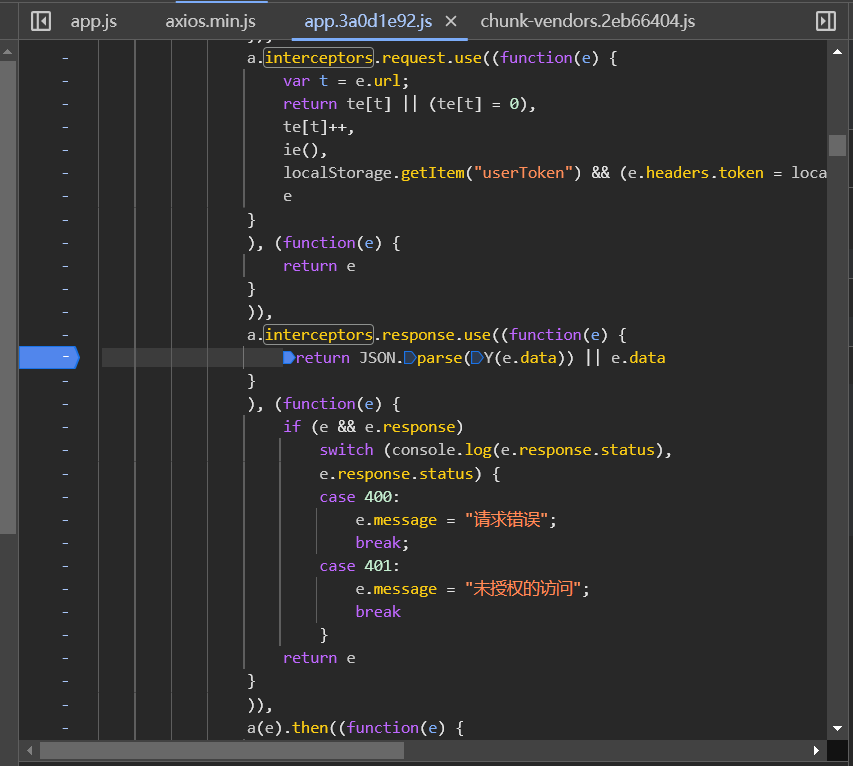 app.js axios.min.js app.3a0d1e92.js × chunk-vendors.2eb66404.js
a.interceptors.request.use((function(e) {
var t = e.url;
return te[t] || (te[t] = 0),
te[t]++,
ie(),
localStorage.getItem("userToken") && (e.headers.token = loca
e
}
), (function(e) {
return e
}
)),
a.interceptors.response.use((function(e) {
return JSON.parse(Y(e.data)) || e.data
}
), (function(e) {
if (e && e.response)
switch (console.log(e.response.status),
e.response.status) {
case 400:
e.message = "请求错误";
break;
case 401:
e.message = "未授权的访问";
break
}
return e
}
)),
a(e).then((function(e) {